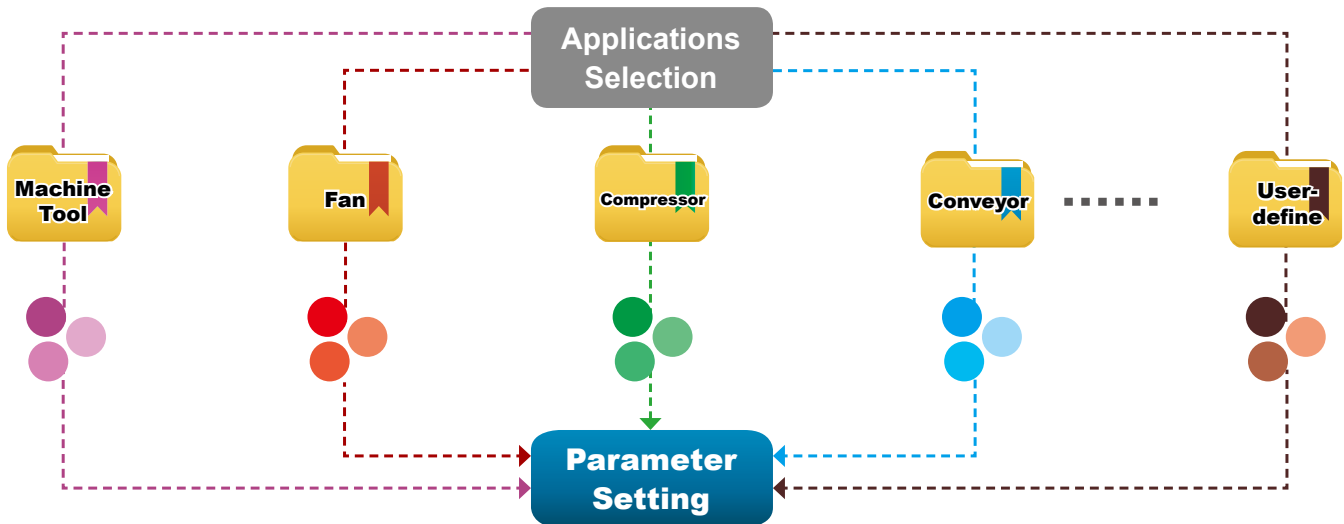 Applications
Selection
Machine
Tool
Fan
Compressor
Conveyor
User-
define
Parameter
Setting